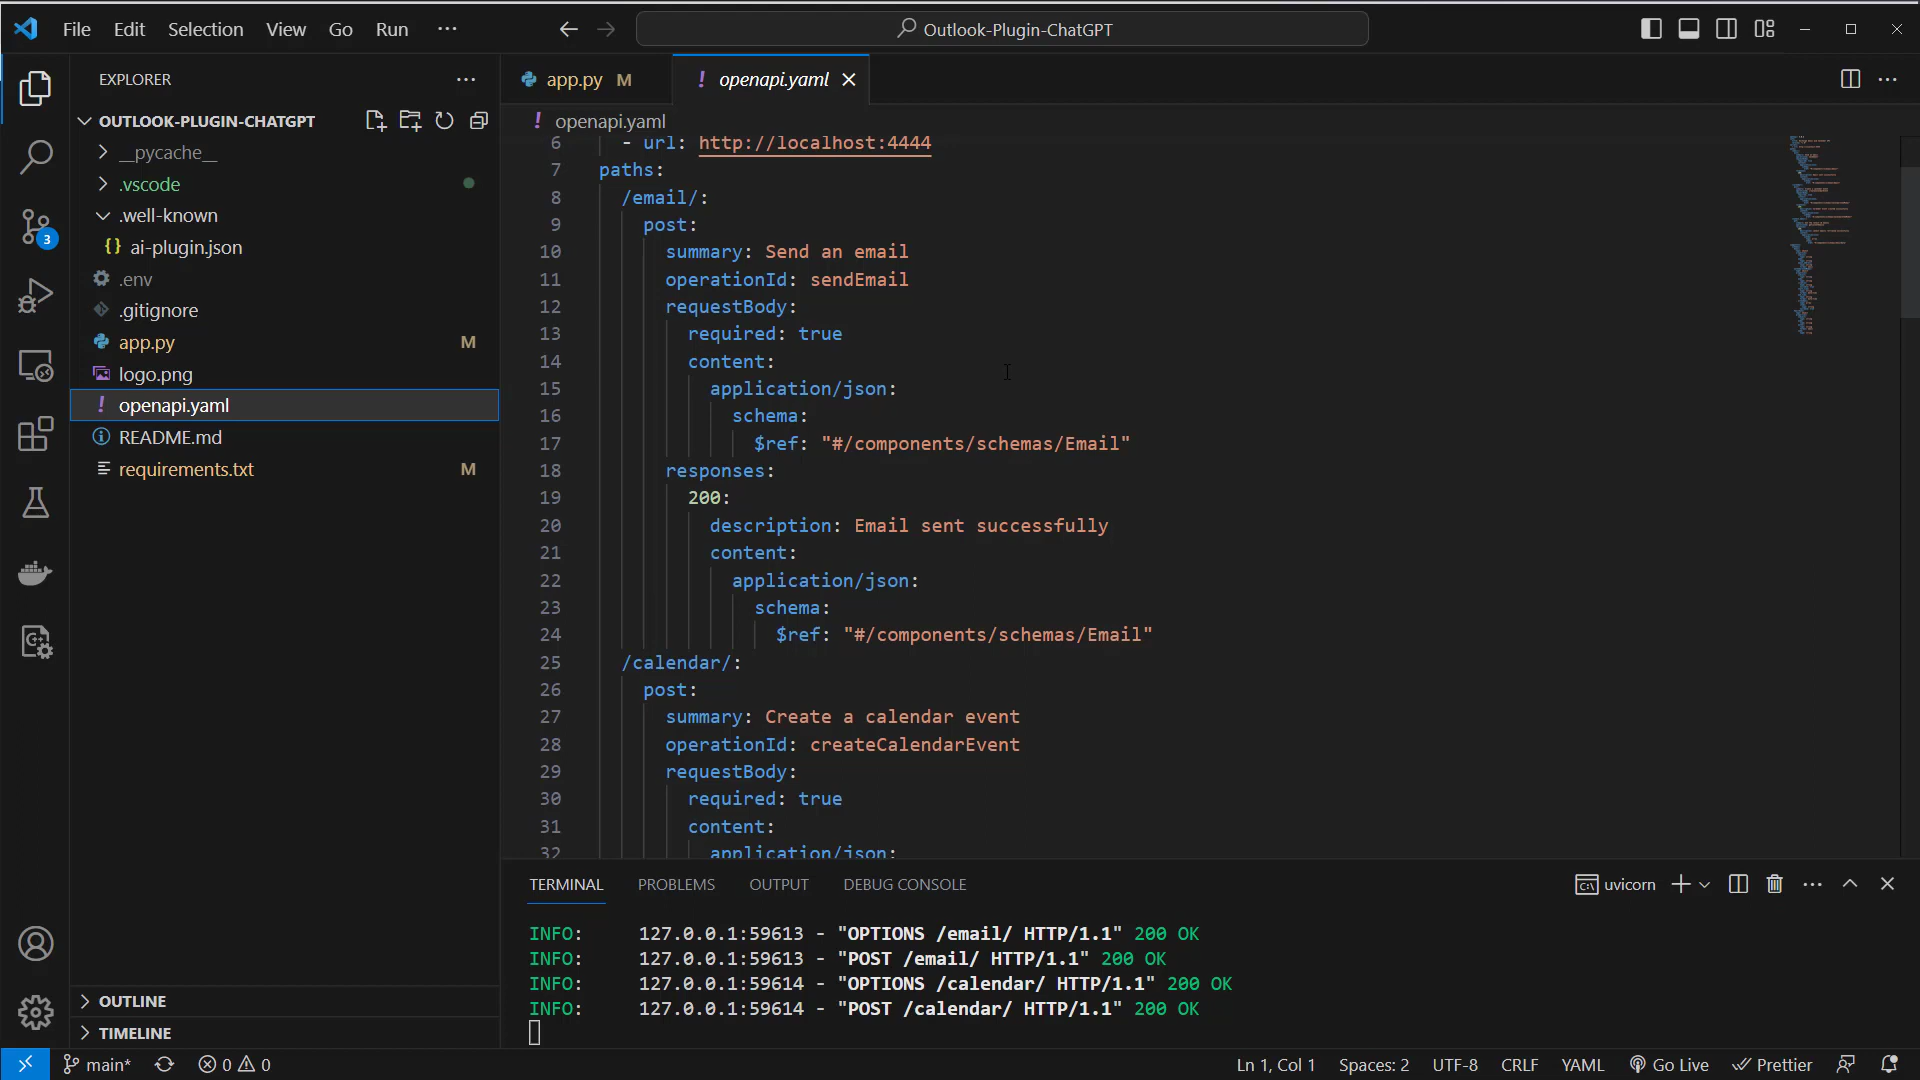 File Edit Selection View Go Run ···
Outlook-Plugin-ChatGPT
EXPLORER
OUTLOOK-PLUGIN-CHATGPT
__pycache__
.vscode
.well-known
{} ai-plugin.json
.env
.gitignore
app.py M
logo.png
! openapi.yaml
README.md
requirements.txt M
3
OUTLINE
TIMELINE
app.py M
! openapi.yaml
! openapi.yaml
6 - url: http://localhost:4444
7 paths:
8 /email/:
9 post:
10 summary: Send an email
11 operationId: sendEmail
12 requestBody:
13 required: true
14 content:
15 application/json:
16 schema:
17 $ref: "#/components/schemas/Email"
18 responses:
19 200:
20 description: Email sent successfully
21 content:
22 application/json:
23 schema:
24 $ref: "#/components/schemas/Email"
25 /calendar/:
26 post:
27 summary: Create a calendar event
28 operationId: createCalendarEvent
29 requestBody:
30 required: true
31 content:
32 application/json:
TERMINAL PROBLEMS OUTPUT DEBUG CONSOLE
uvicorn
INFO: 127.0.0.1:59613 - "OPTIONS /email/ HTTP/1.1" 200 OK
INFO: 127.0.0.1:59613 - "POST /email/ HTTP/1.1" 200 OK
INFO: 127.0.0.1:59614 - "OPTIONS /calendar/ HTTP/1.1" 200 OK
INFO: 127.0.0.1:59614 - "POST /calendar/ HTTP/1.1" 200 OK
main* 0 0 Ln 1, Col 1 Spaces: 2 UTF-8 CRLF YAML Go Live Prettier